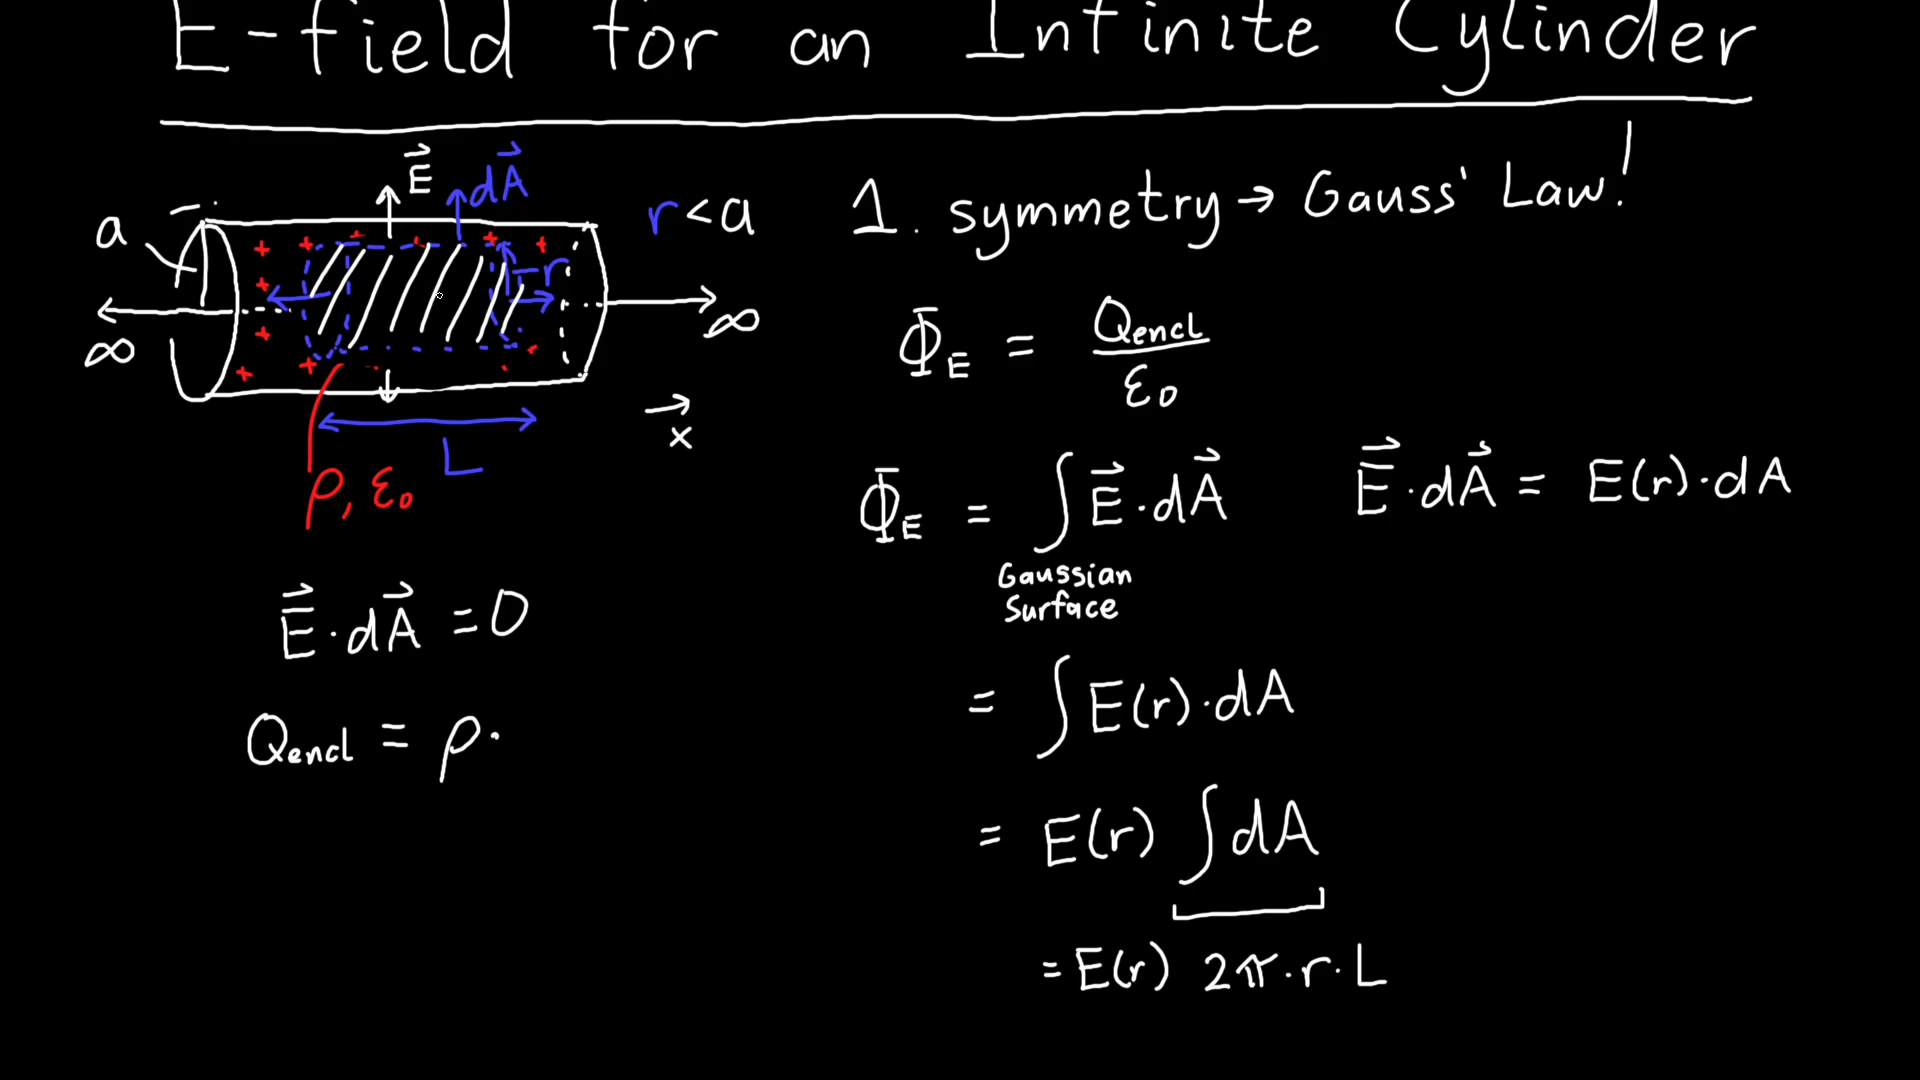 E-field for an Infinite Cylinder
E⃗ dA⃗
a
r < a
r
∞ ∞
x
L
ρ, ε₀
E⃗ · dA⃗ = 0
Q_encl = ρ ·
1. symmetry → Gauss' Law!
Φ_E = Q_encl / ε₀
Φ_E = ∫ E⃗ · dA⃗ E⃗ · dA⃗ = E(r) · dA
Gaussian
Surface
= ∫ E(r) · dA
= E(r) ∫ dA
= E(r) 2π · r · L